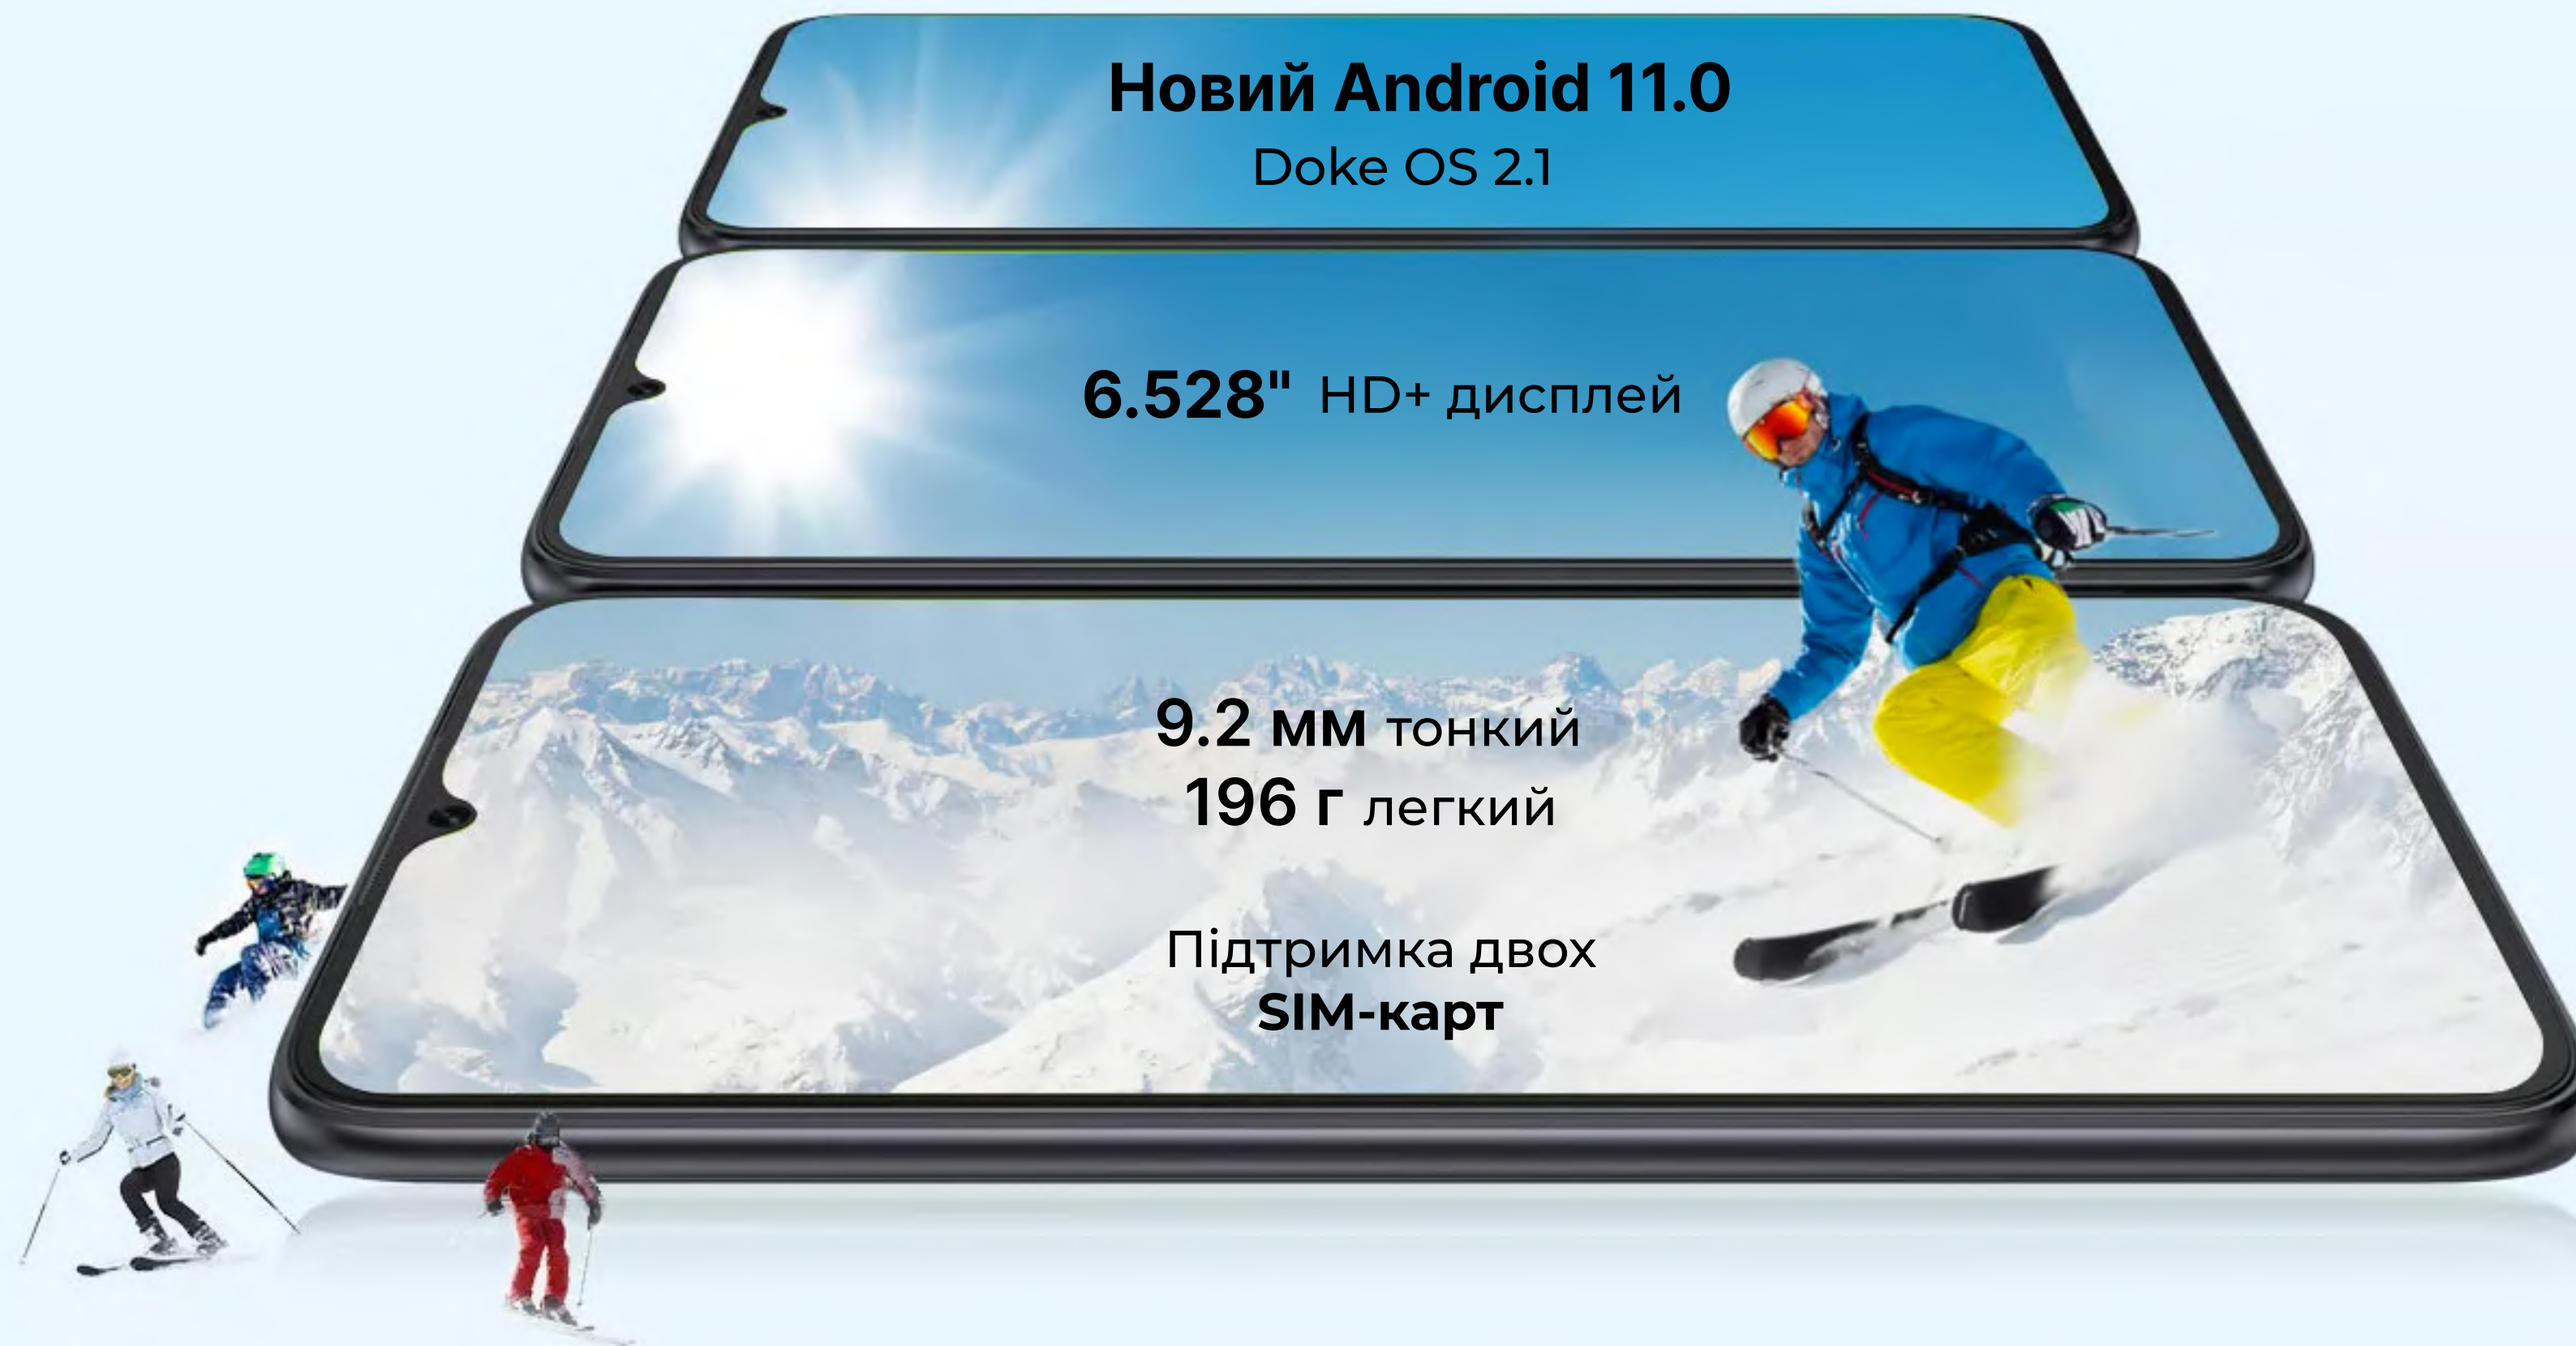 Новий Android 11.0
Doke OS 2.1
6.528" HD+ дисплей
9.2 мм тонкий
196 г легкий
Підтримка двох
SIM-карт